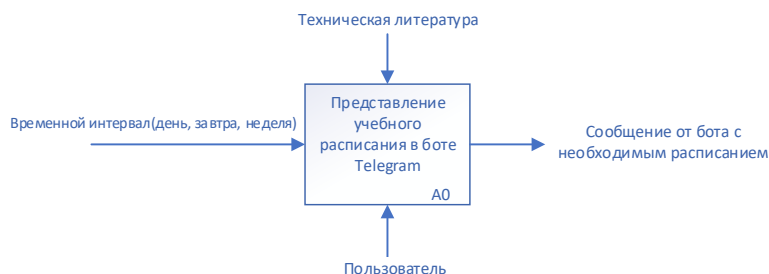 Техническая литература
Временной интервал(день, завтра, неделя)
Представление
учебного
расписания в боте
Telegram
A0
Сообщение от бота с
необходимым расписанием
Пользователь